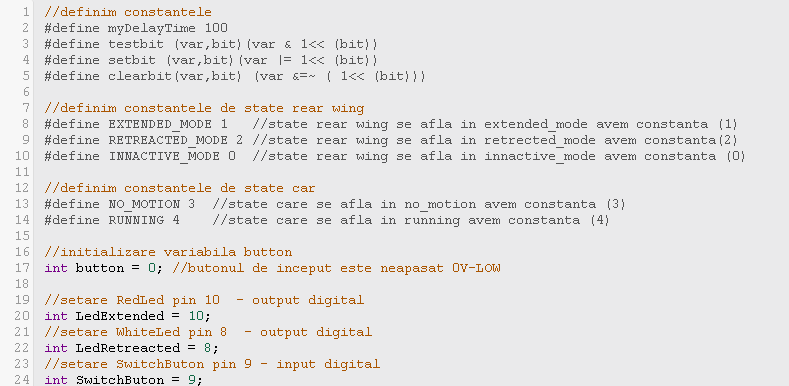 1 //definim constantele
2 #define myDelayTime 100
3 #define testbit (var,bit)(var & 1<< (bit))
4 #define setbit (var,bit)(var |= 1<< (bit))
5 #define clearbit(var,bit) (var &=~ ( 1<< (bit)))
6
7 //definim constantele de state rear wing
8 #define EXTENDED_MODE 1 //state rear wing se afla in extended_mode avem constanta (1)
9 #define RETREACTED_MODE 2 //state rear wing se afla in retrected_mode avem constanta(2)
10 #define INNACTIVE_MODE 0 //state rear wing se afla in innactive_mode avem constanta (0)
11
12 //definim constantele de state car
13 #define NO_MOTION 3 //state care se afla in no_motion avem constanta (3)
14 #define RUNNING 4 //state care se afla in running avem constanta (4)
15
16 //initializare variabila button
17 int button = 0; //butonul de inceput este neapasat 0V-LOW
18
19 //setare RedLed pin 10 - output digital
20 int LedExtended = 10;
21 //setare WhiteLed pin 8 - output digital
22 int LedRetreacted = 8;
23 //setare SwitchButon pin 9 - input digital
24 int SwitchButon = 9;